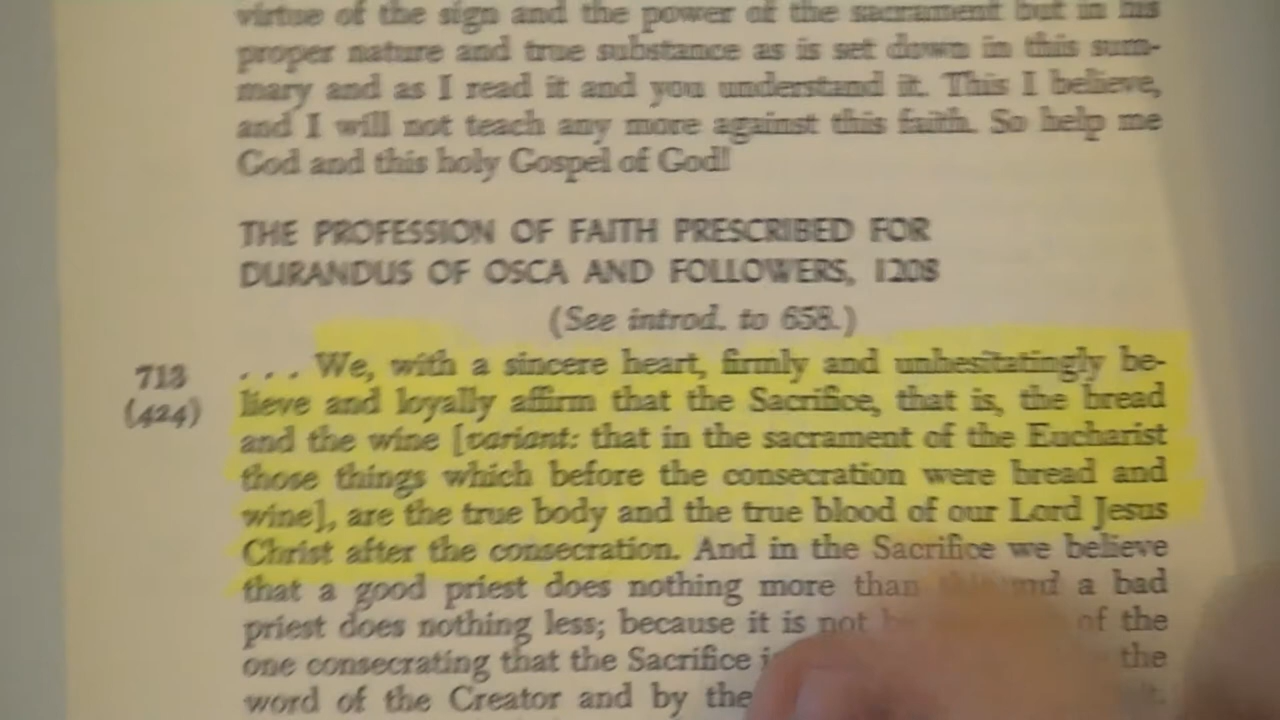 virtue of the sign and the power of the sacrament but in his
proper nature and true substance as is set down in this sum-
mary and as I read it and you understand it. This I believe,
and I will not teach any more against this faith. So help me
God and this holy Gospel of God!
THE PROFESSION OF FAITH PRESCRIBED FOR
DURANDUS OF OSCA AND FOLLOWERS, 1208
(See introd. to 658.)
713
(424)
. . . We, with a sincere heart, firmly and unhesitatingly be-
lieve and loyally affirm that the Sacrifice, that is, the bread
and the wine [variant: that in the sacrament of the Eucharist
those things which before the consecration were bread and
wine], are the true body and the true blood of our Lord Jesus
Christ after the consecration. And in the Sacrifice we believe
that a good priest does nothing more than and a bad
priest does nothing less; because it is not of the
one consecrating that the Sacrifice the
word of the Creator and by the